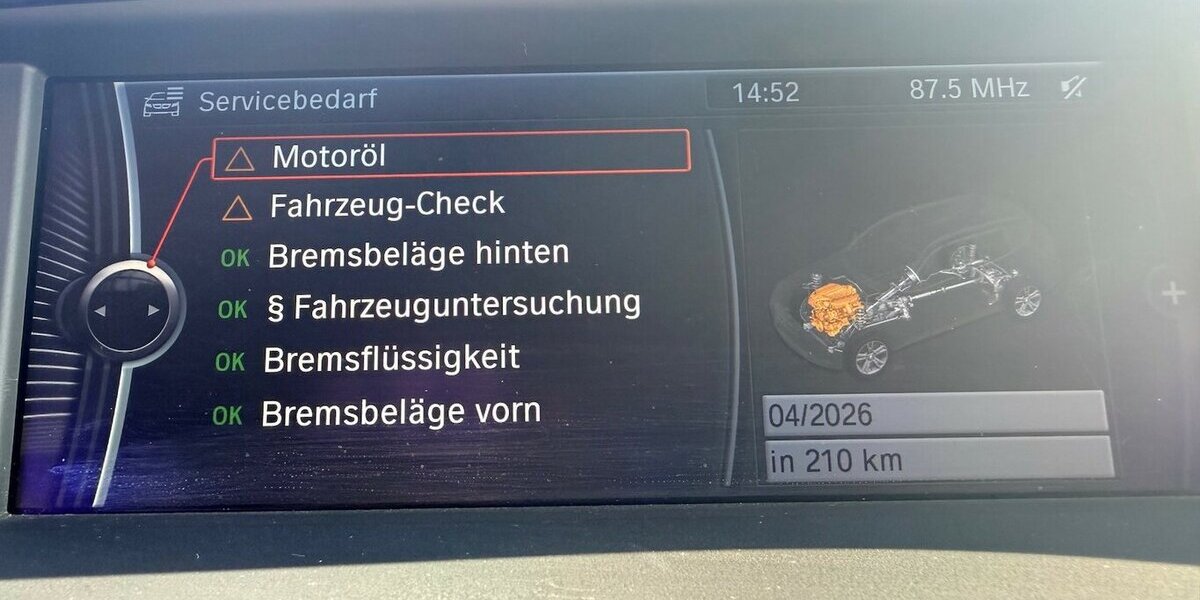 Servicebedarf 14:52 87.5 MHz
Motoröl
Fahrzeug-Check
OK Bremsbeläge hinten
OK § Fahrzeuguntersuchung
OK Bremsflüssigkeit
OK Bremsbeläge vorn
04/2026
in 210 km